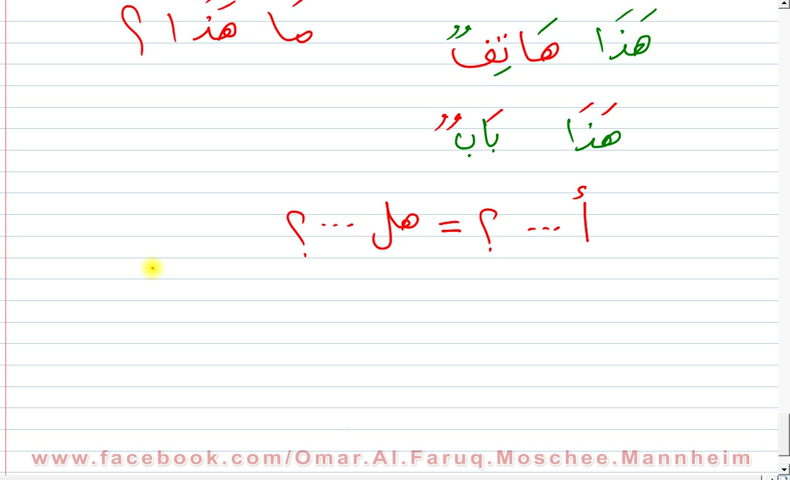 هَذَا هَاتِفٌ مَا هَذَا ؟
هَذَا بَابٌ
أ ... ؟ = هل ... ؟
www.facebook.com/Omar.Al.Faruq.Moschee.Mannheim